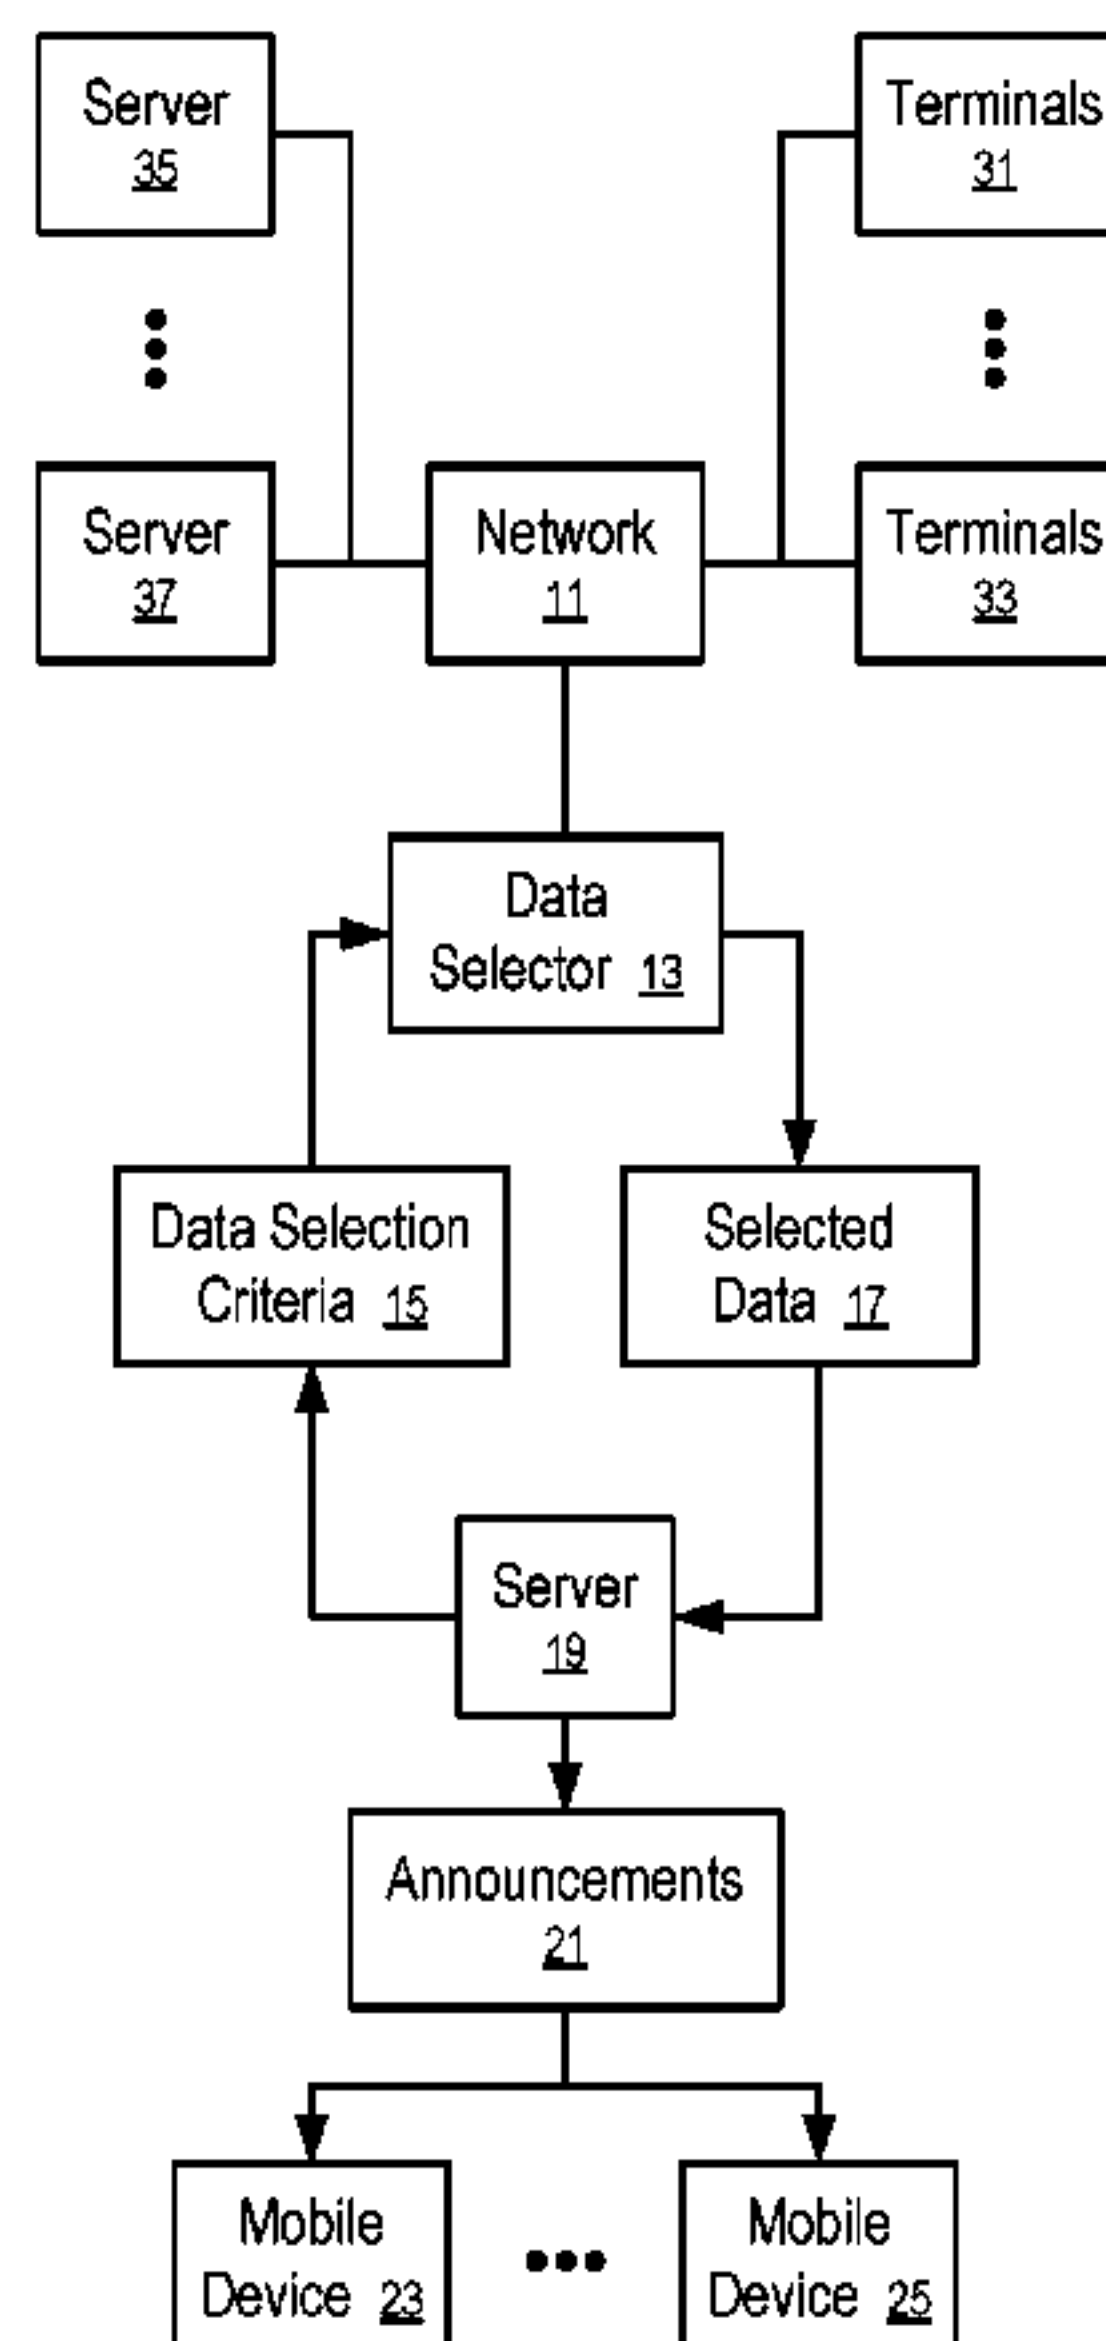 Server
35
Terminals
31
Server
37
Network
11
Terminals
33
Data
Selector 13
Data Selection
Criteria 15
Selected
Data 17
Server
19
Announcements
21
Mobile
Device 23
Mobile
Device 25